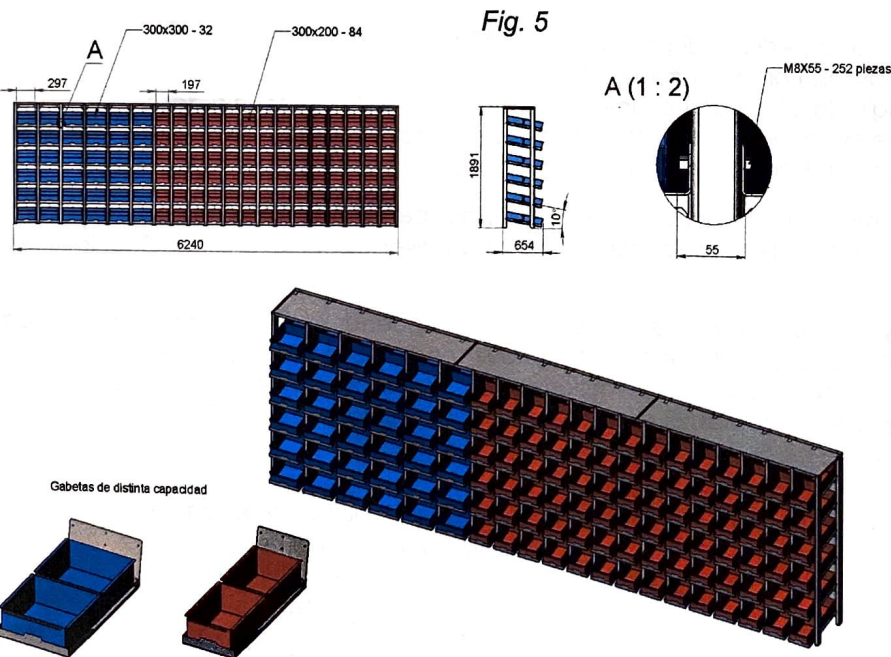 Fig. 5
300x300 - 32
300x200 - 84
A
297
197
6240
1891
10°
654
A (1 : 2)
M8X55 - 252 piezas
55
Gabetas de distinta capacidad